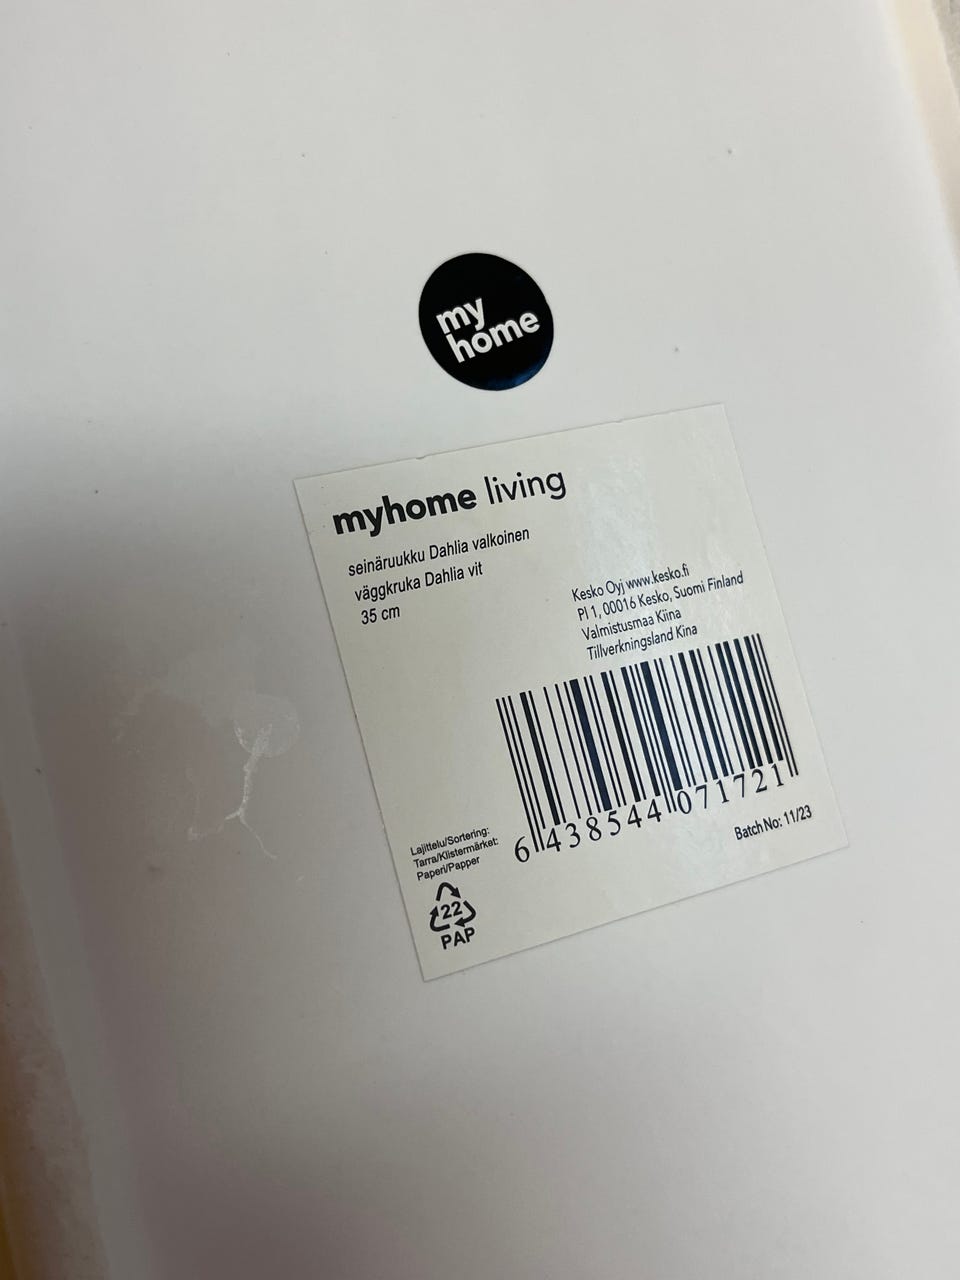 my
home
myhome living
seinäruukku Dahlia valkoinen
väggkruka Dahlia vit
35 cm
Kesko Oyj www.kesko.fi
Pl 1, 00016 Kesko, Suomi Finland
Valmistusmaa Kiina
Tillverkningsland Kina
6 438544 071721
Batch No: 11/23
Lajittelu/Sortering:
Tarra/Klistermärket:
Paperi/Papper
22
PAP